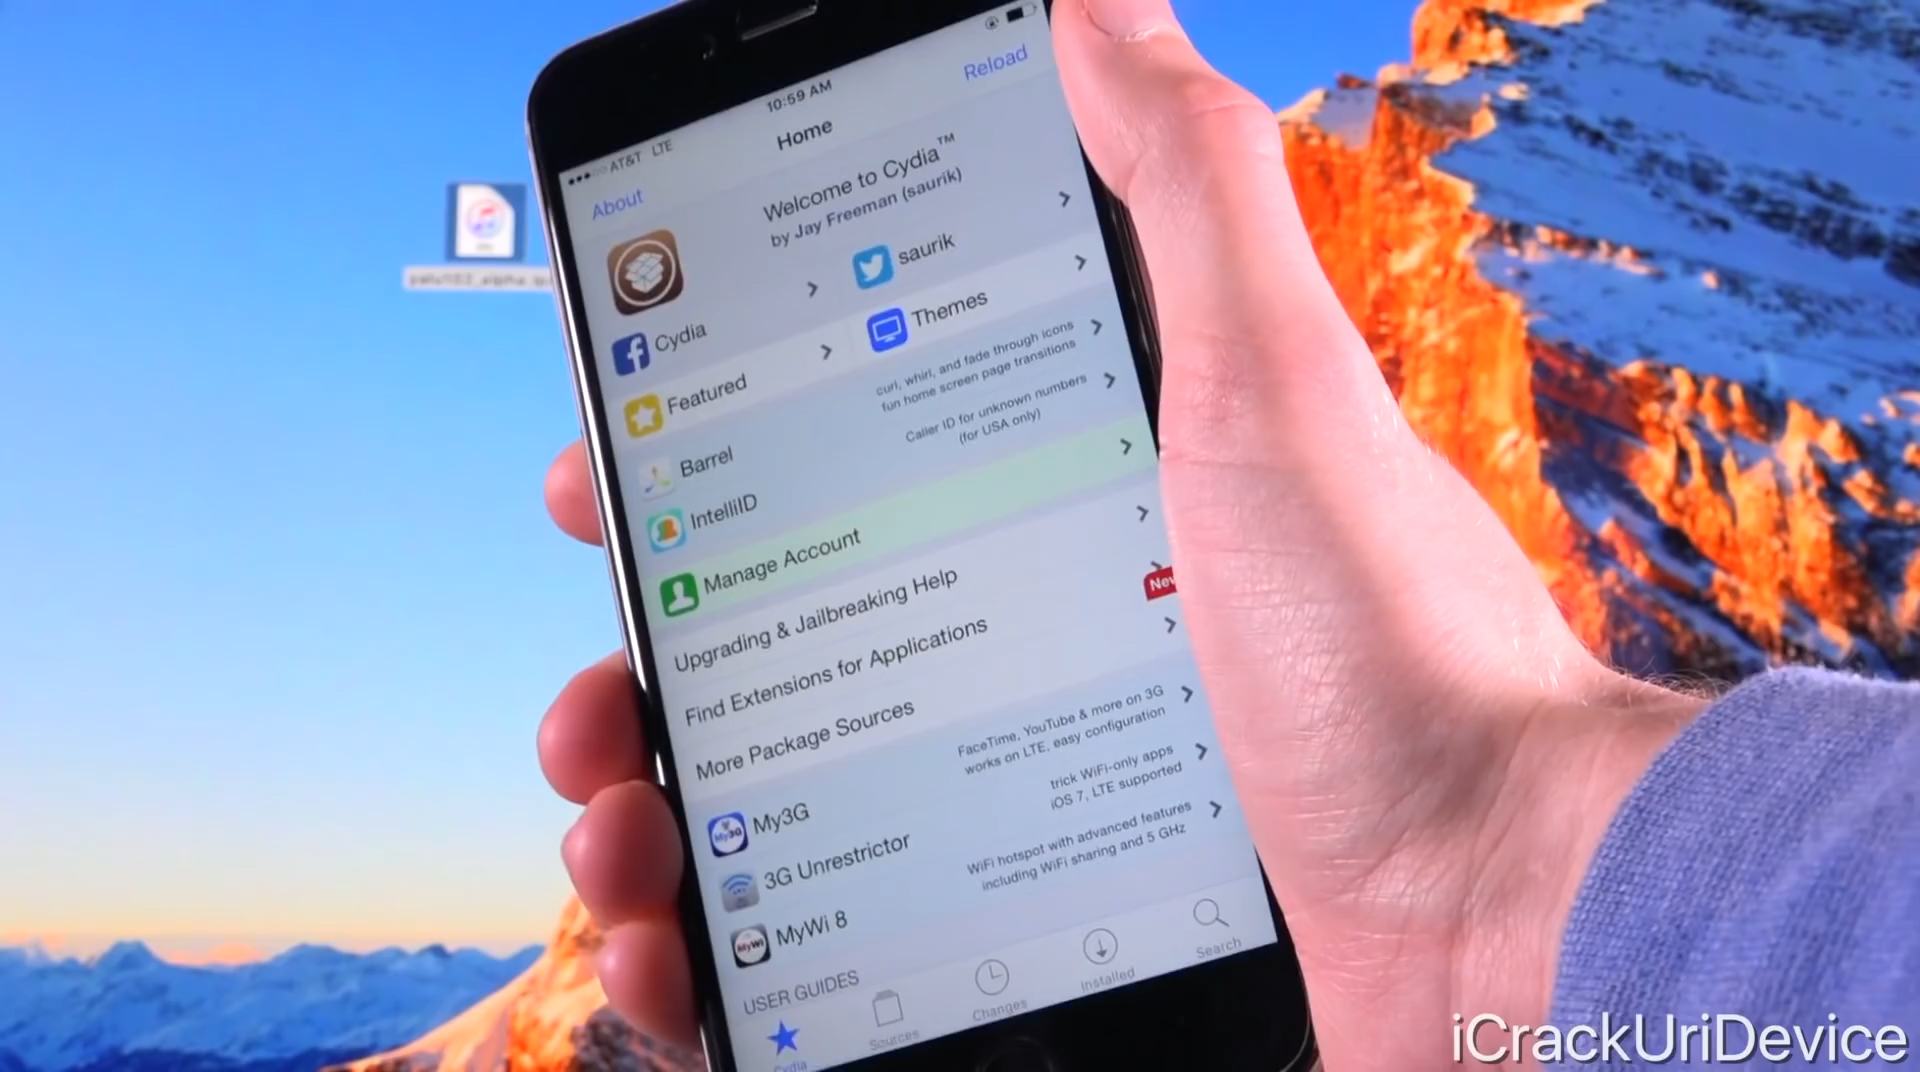 AT&T LTE
10:59 AM
About
Home
Reload
Welcome to Cydia™
by Jay Freeman (saurik)
Cydia
saurik
Featured
Themes
Barrel
curl, whirl, and fade through icons
fun home screen page transitions
IntelliID
Caller ID for unknown numbers
(for USA only)
Manage Account
Upgrading & Jailbreaking Help
Find Extensions for Applications
New
More Package Sources
My3G
My3G
FaceTime, YouTube & more on 3G
works on LTE, easy configuration
3G Unrestrictor
trick WiFi-only apps
iOS 7, LTE supported
MyWi
MyWi 8
WiFi hotspot with advanced features
including WiFi sharing and 5 GHz
USER GUIDES
Cydia
Sources
Changes
Installed
Search
iCrackUriDevice